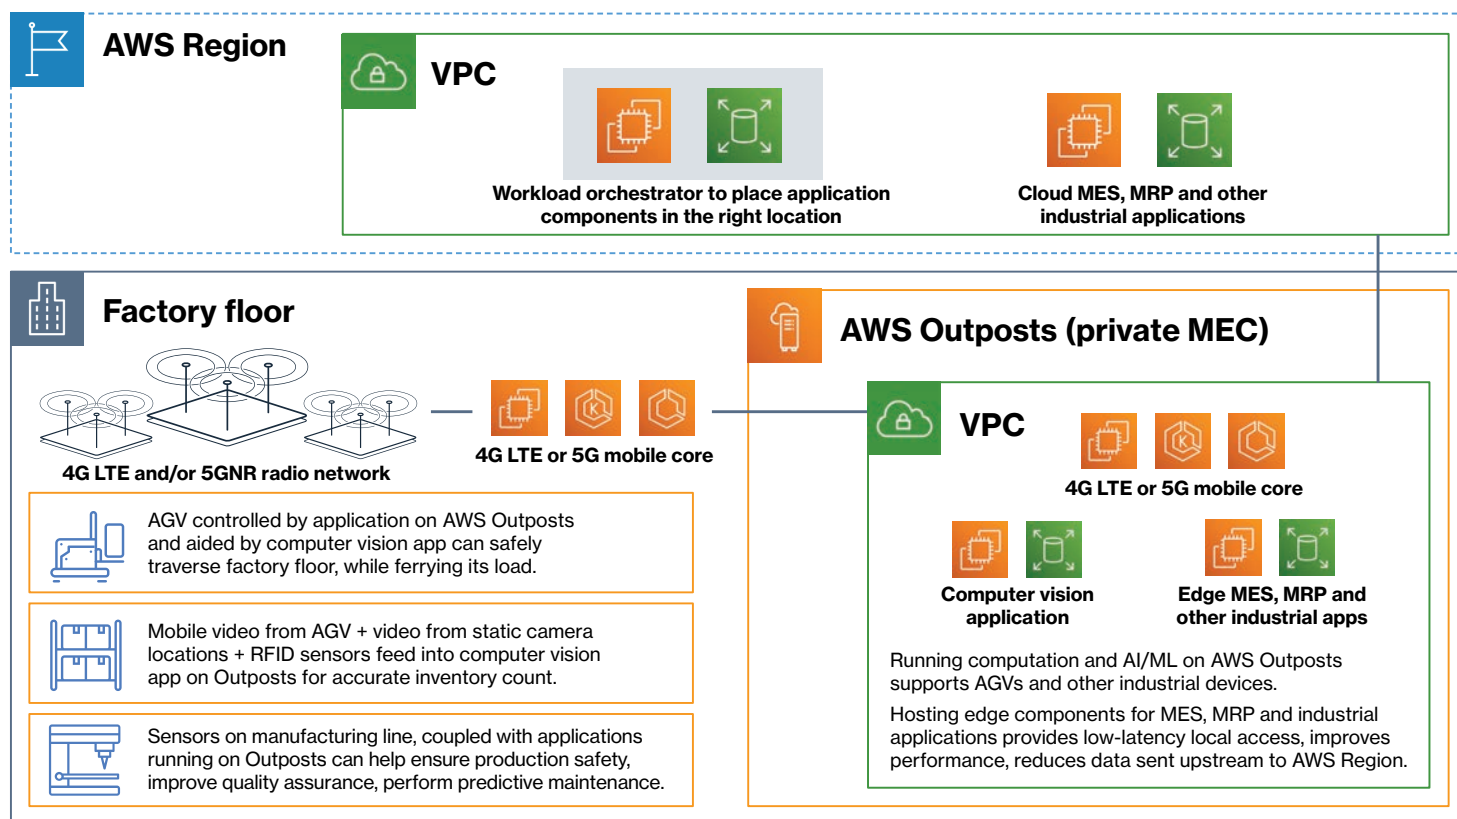 AWS Region
VPC
Workload orchestrator to place application
components in the right location
Cloud MES, MRP and other
industrial applications
Factory floor
4G LTE and/or 5GNR radio network
K
4G LTE or 5G mobile core
AGV controlled by application on AWS Outposts
and aided by computer vision app can safely
traverse factory floor, while ferrying its load.
Mobile video from AGV + video from static camera
locations + RFID sensors feed into computer vision
app on Outposts for accurate inventory count.
Sensors on manufacturing line, coupled with applications
running on Outposts can help ensure production safety,
improve quality assurance, perform predictive maintenance.
AWS Outposts (private MEC)
VPC
K
4G LTE or 5G mobile core
Computer vision
application
Edge MES, MRP and
other industrial apps
Running computation and AI/ML on AWS Outposts
supports AGVs and other industrial devices.
Hosting edge components for MES, MRP and industrial
applications provides low-latency local access, improves
performance, reduces data sent upstream to AWS Region.